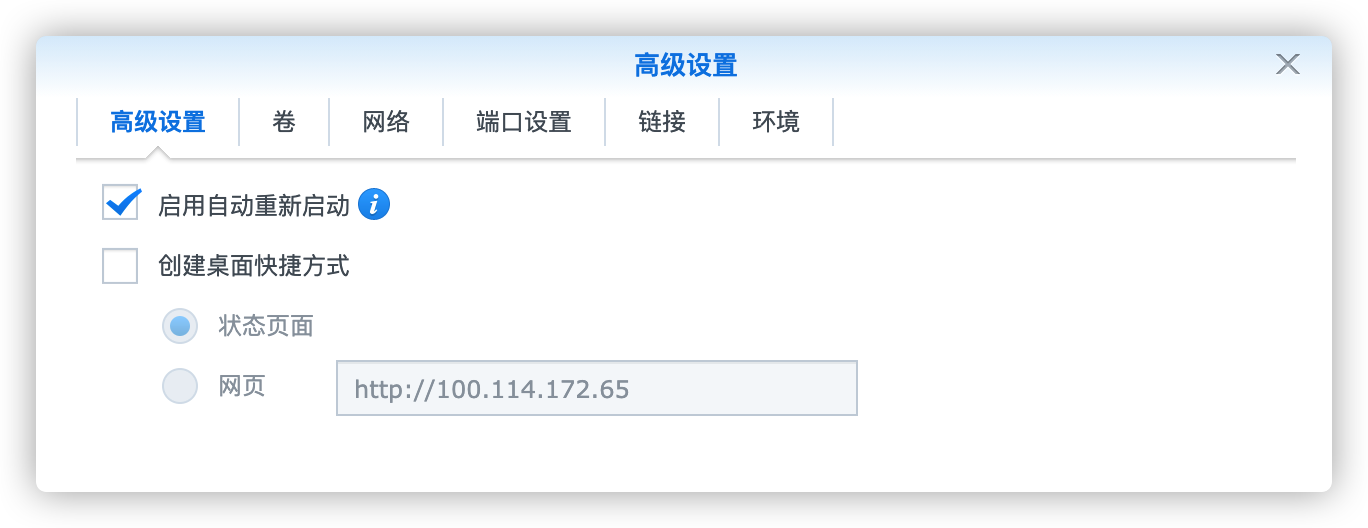 高级设置
高级设置 卷 网络 端口设置 链接 环境
启用自动重新启动
创建桌面快捷方式
状态页面
网页 http://100.114.172.65